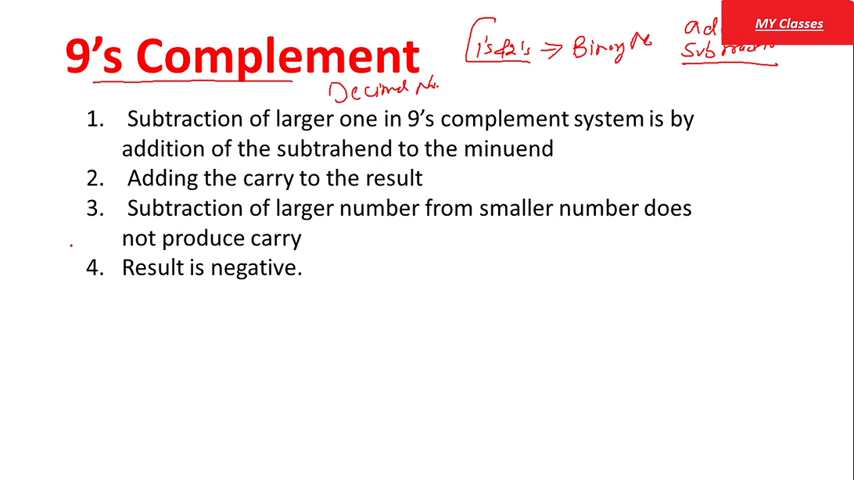 MY Classes
9's Complement
1's & 2's ⇒ Binary No
Decimal No.
1. Subtraction of larger one in 9's complement system is by
addition of the subtrahend to the minuend
2. Adding the carry to the result
3. Subtraction of larger number from smaller number does
not produce carry
4. Result is negative.